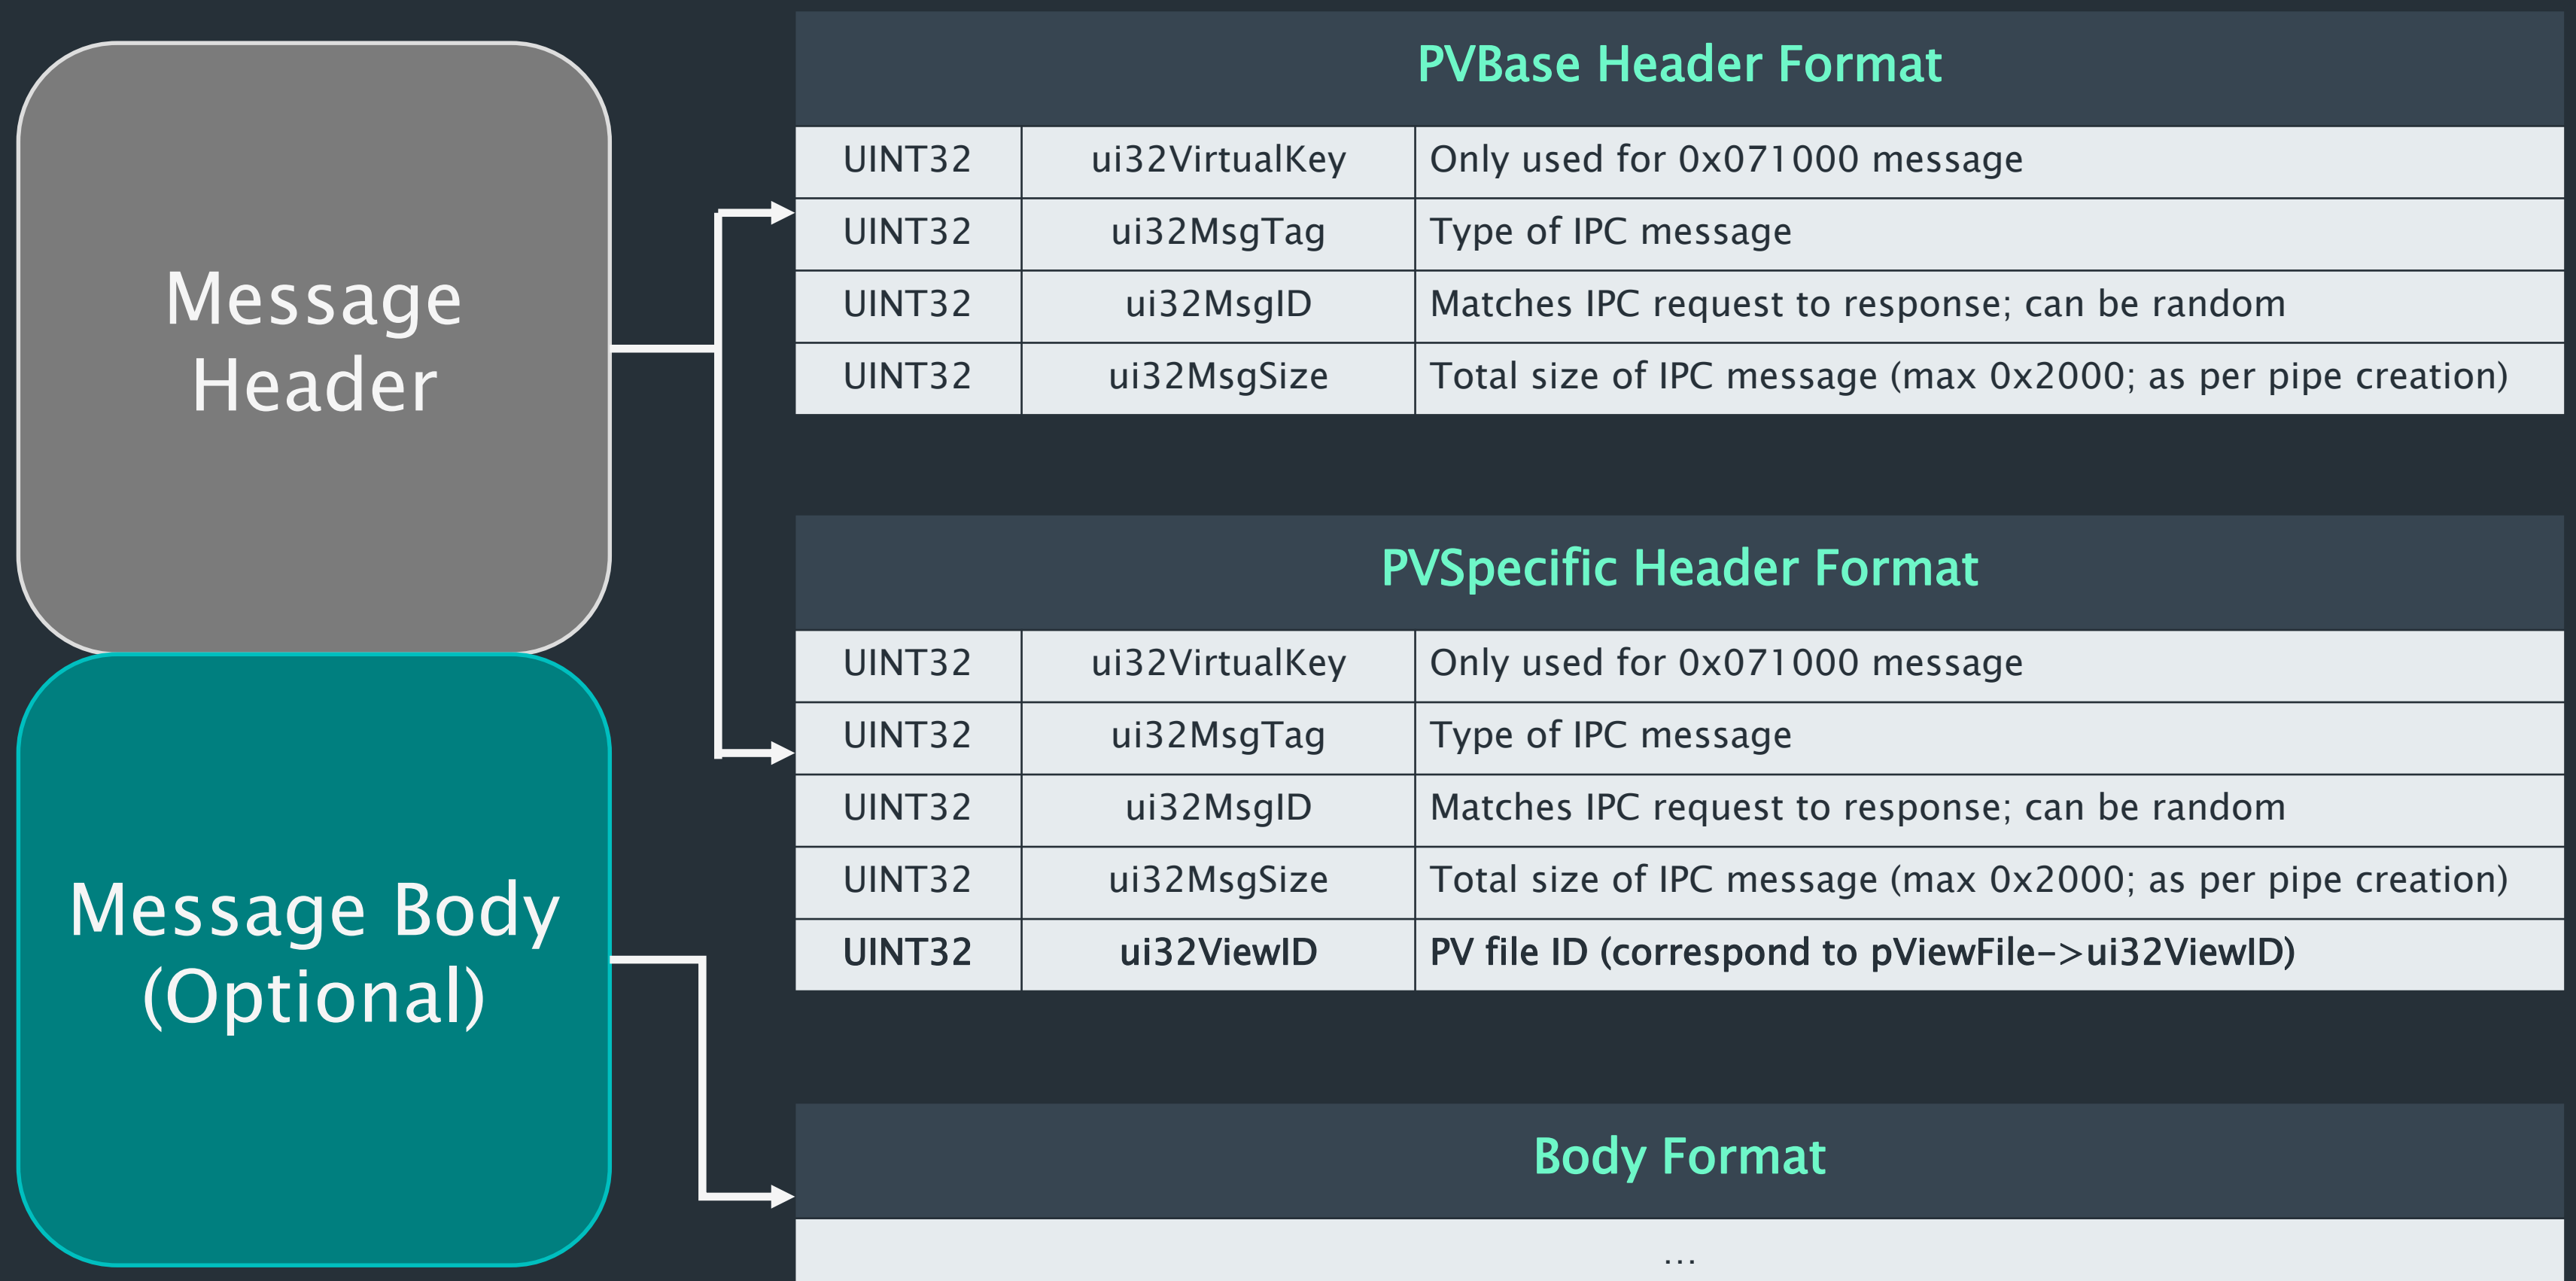 Message
Header
Message Body
(Optional)
PVBase Header Format
UINT32 ui32VirtualKey Only used for 0x071000 message
UINT32 ui32MsgTag Type of IPC message
UINT32 ui32MsgID Matches IPC request to response; can be random
UINT32 ui32MsgSize Total size of IPC message (max 0x2000; as per pipe creation)
PVSpecific Header Format
UINT32 ui32VirtualKey Only used for 0x071000 message
UINT32 ui32MsgTag Type of IPC message
UINT32 ui32MsgID Matches IPC request to response; can be random
UINT32 ui32MsgSize Total size of IPC message (max 0x2000; as per pipe creation)
UINT32 ui32ViewID PV file ID (correspond to pViewFile->ui32ViewID)
Body Format
...